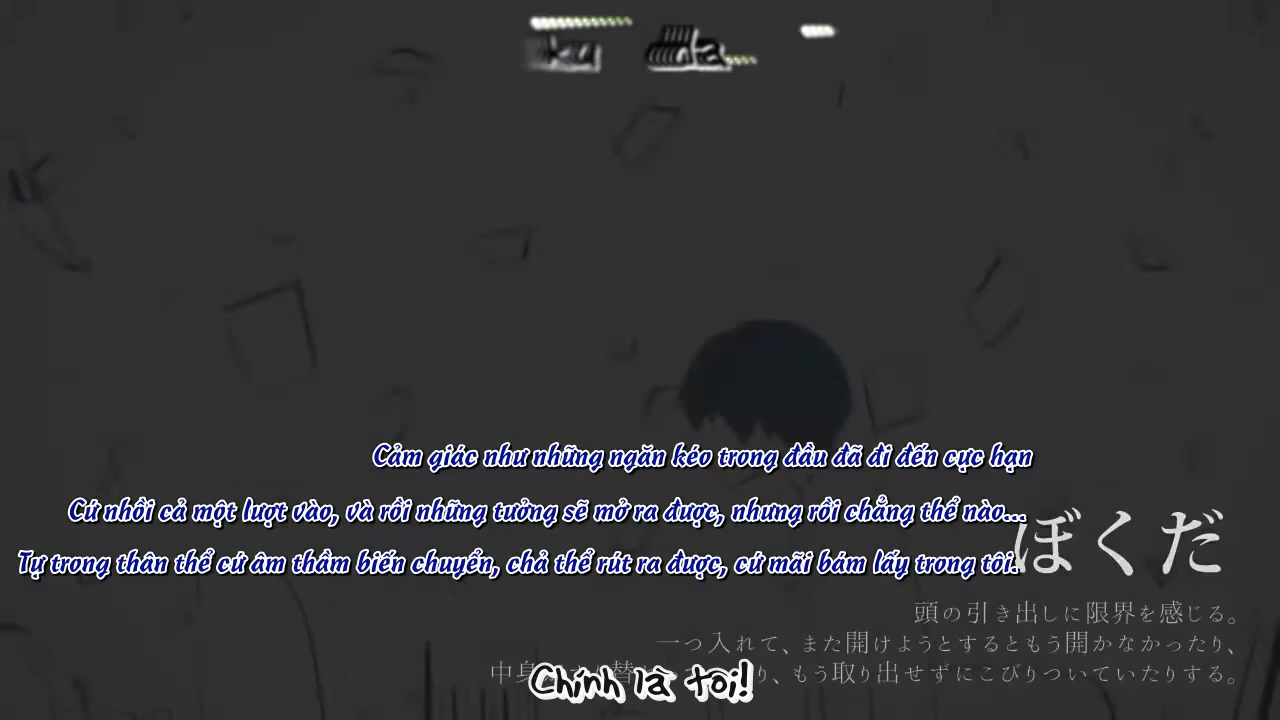 ku da
Cảm giác như những ngăn kéo trong đầu đã đi đến cực hạn
Cứ nhồi cả một lượt vào, và rồi những tưởng sẽ mở ra được, nhưng rồi chẳng thể nào...
Tự trong thân thể cứ âm thầm biến chuyển, chả thể rút ra được, cứ mãi bám lấy trong tôi.
ぼくだ
頭の引き出しに限界を感じる。
一つ入れて、また開けようとするともう開かなかったり、
中身 替 り、もう取り出せずにこびりついていたりする。
Chính là tôi!